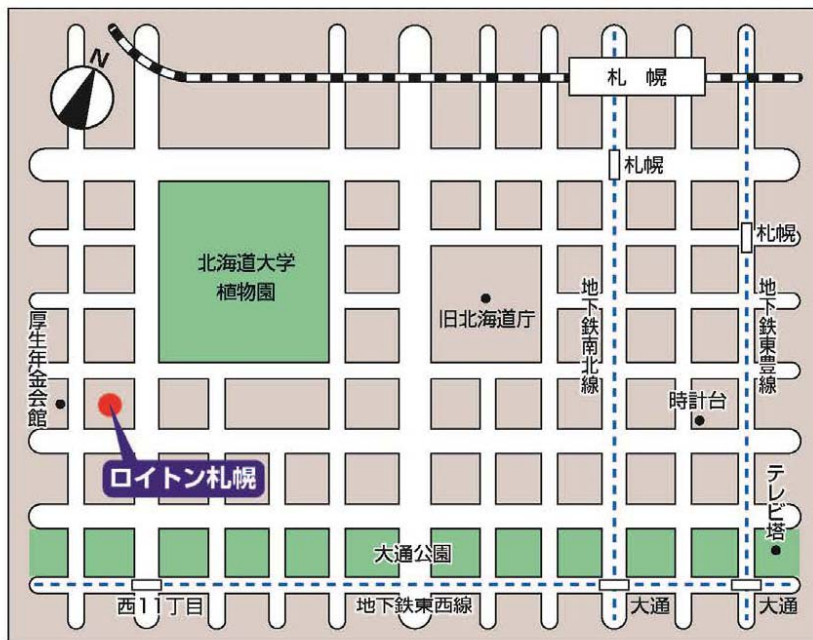 N
札 幌
札幌
札幌
北海道大学
植物園
旧北海道庁
地下鉄南北線
地下鉄東豊線
厚生年金会館
時計台
ロイトン札幌
テレビ塔
大通公園
西11丁目
地下鉄東西線
大通
大通